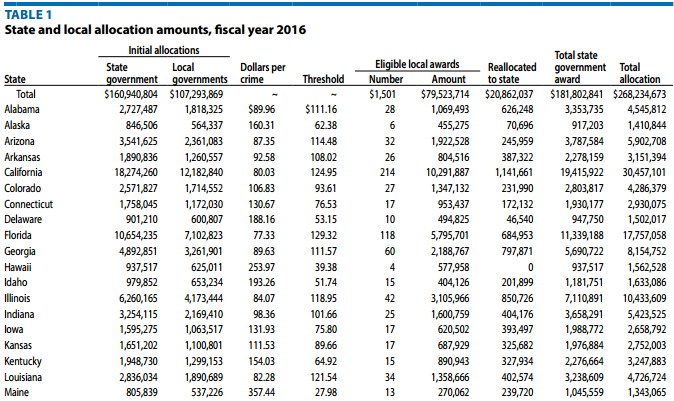 TABLE 1
State and local allocation amounts, fiscal year 2016
Initial allocations
Total state
State Local Dollars per Eligible local awards Reallocated government Total
State government governments crime Threshold Number Amount to state award allocation
Total $160,940,804 $107,293,869 ~ ~ $1,501 $79,523,714 $20,862,037 $181,802,841 $268,234,673
Alabama 2,727,487 1,818,325 $89.96 $111.16 28 1,069,493 626,248 3,353,735 4,545,812
Alaska 846,506 564,337 160.31 62.38 6 455,275 70,696 917,203 1,410,844
Arizona 3,541,625 2,361,083 87.35 114.48 32 1,922,528 245,959 3,787,584 5,902,708
Arkansas 1,890,836 1,260,557 92.58 108.02 26 804,516 387,322 2,278,159 3,151,394
California 18,274,260 12,182,840 80.03 124.95 214 10,291,887 1,141,661 19,415,922 30,457,101
Colorado 2,571,827 1,714,552 106.83 93.61 27 1,347,132 231,990 2,803,817 4,286,379
Connecticut 1,758,045 1,172,030 130.67 76.53 17 953,437 172,132 1,930,177 2,930,075
Delaware 901,210 600,807 188.16 53.15 10 494,825 46,540 947,750 1,502,017
Florida 10,654,235 7,102,823 77.33 129.32 118 5,795,701 684,953 11,339,188 17,757,058
Georgia 4,892,851 3,261,901 89.63 111.57 60 2,188,767 797,871 5,690,722 8,154,752
Hawaii 937,517 625,011 253.97 39.38 4 577,958 0 937,517 1,562,528
Idaho 979,852 653,234 193.26 51.74 15 404,126 201,899 1,181,751 1,633,086
Illinois 6,260,165 4,173,444 84.07 118.95 42 3,105,966 850,726 7,110,891 10,433,609
Indiana 3,254,115 2,169,410 98.36 101.66 25 1,600,759 404,176 3,658,291 5,423,525
Iowa 1,595,275 1,063,517 131.93 75.80 17 620,502 393,497 1,988,772 2,658,792
Kansas 1,651,202 1,100,801 111.53 89.66 17 687,929 325,682 1,976,884 2,752,003
Kentucky 1,948,730 1,299,153 154.03 64.92 15 890,943 327,934 2,276,664 3,247,883
Louisiana 2,836,034 1,890,689 82.28 121.54 34 1,358,666 402,574 3,238,609 4,726,724
Maine 805,839 537,226 357.44 27.98 13 270,062 239,720 1,045,559 1,343,065